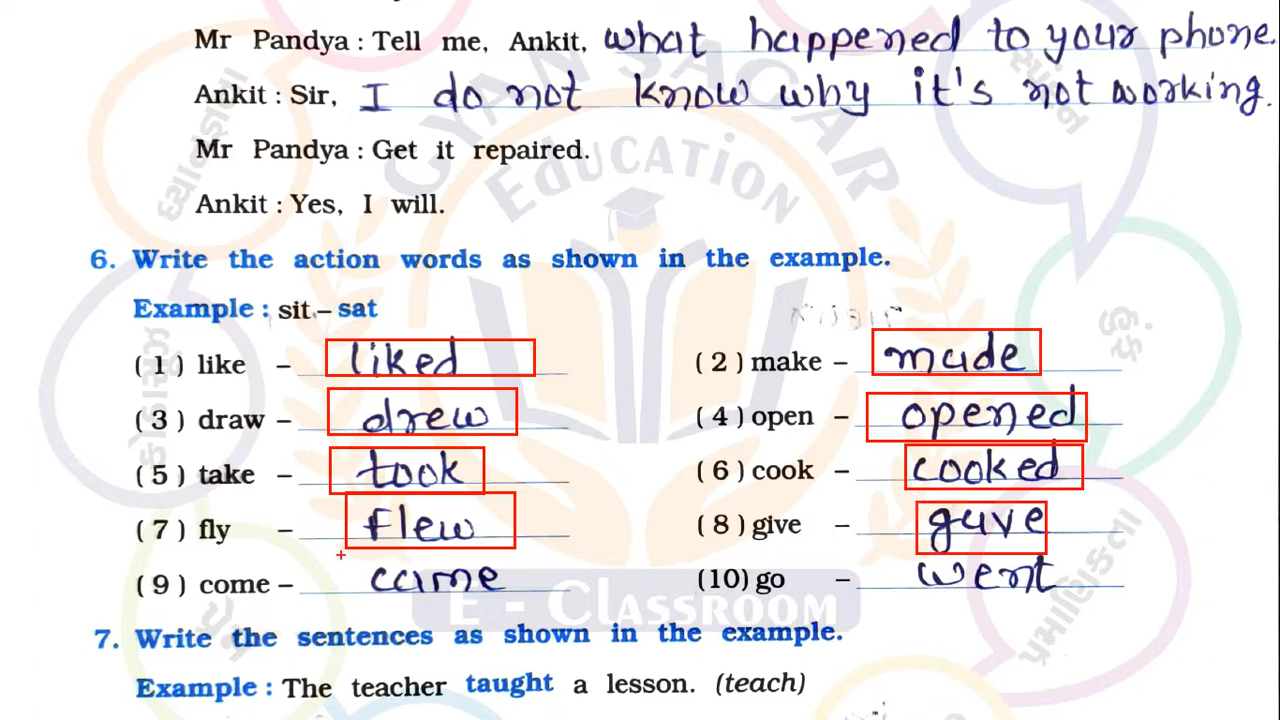 Mr Pandya : Tell me, Ankit, what happened to your phone.
Ankit : Sir, I do not know why it's not working.
Mr Pandya : Get it repaired.
Ankit : Yes, I will.
6. Write the action words as shown in the example.
Example : sit – sat
( 1 ) like – liked ( 2 ) make – made
( 3 ) draw – drew ( 4 ) open – opened
( 5 ) take – took ( 6 ) cook – cooked
( 7 ) fly – flew ( 8 ) give – gave
( 9 ) come – came (10) go – went
7. Write the sentences as shown in the example.
Example : The teacher taught a lesson. (teach)
GYAN SAGAR
EDUCATION
E - CLASSROOM